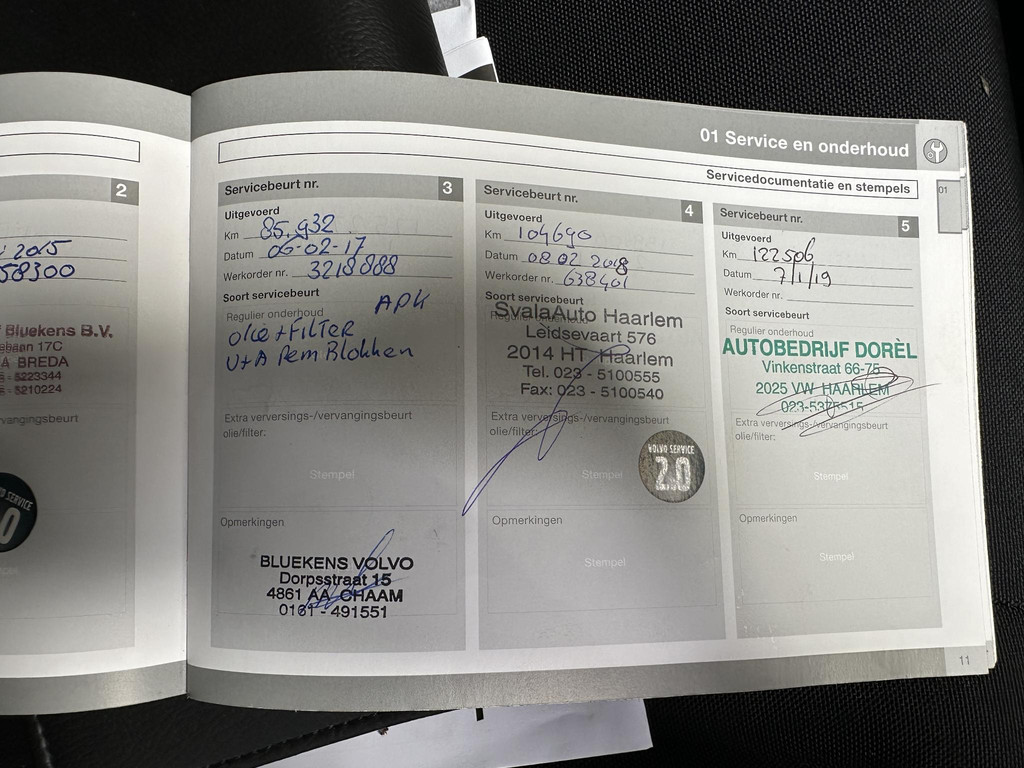 01 Service en onderhoud
Servicedocumentatie en stempels
01
2
2015
58300
Bluekens B.V.
17C
BREDA
5223344
5210224
vervangingsbeurt
SERVICE
Servicebeurt nr. 3
Uitgevoerd
Km 85.932
Datum 06-02-17
Werkorder nr. 3218888
Soort servicebeurt
Regulier onderhoud APK
olie+FiLTER
V+A Rem Blokken
Extra verversings-/vervangingsbeurt
olie/filter:
Stempel
Opmerkingen
BLUEKENS VOLVO
Dorpsstraat 15
4861 AA CHAAM
0161 - 491551
Servicebeurt nr. 4
Uitgevoerd
Km 104690
Datum 08 02 2018
Werkorder nr. 638401
Soort servicebeurt
Regulier onderhoud
SvalaAuto Haarlem
Leidsevaart 576
2014 HT Haarlem
Tel. 023 - 5100555
Fax: 023 - 5100540
Extra verversings-/vervangingsbeurt
olie/filter:
Stempel
VOLVO SERVICE
2.0
Opmerkingen
Stempel
Servicebeurt nr. 5
Uitgevoerd
Km 122506
Datum 7/1/19
Werkorder nr.
Soort servicebeurt
Regulier onderhoud
AUTOBEDRIJF DORÈL
Vinkenstraat 66-75
2025 VW HAARLEM
Extra verversings-/vervangingsbeurt
olie/filter:
Stempel
Opmerkingen
Stempel
11